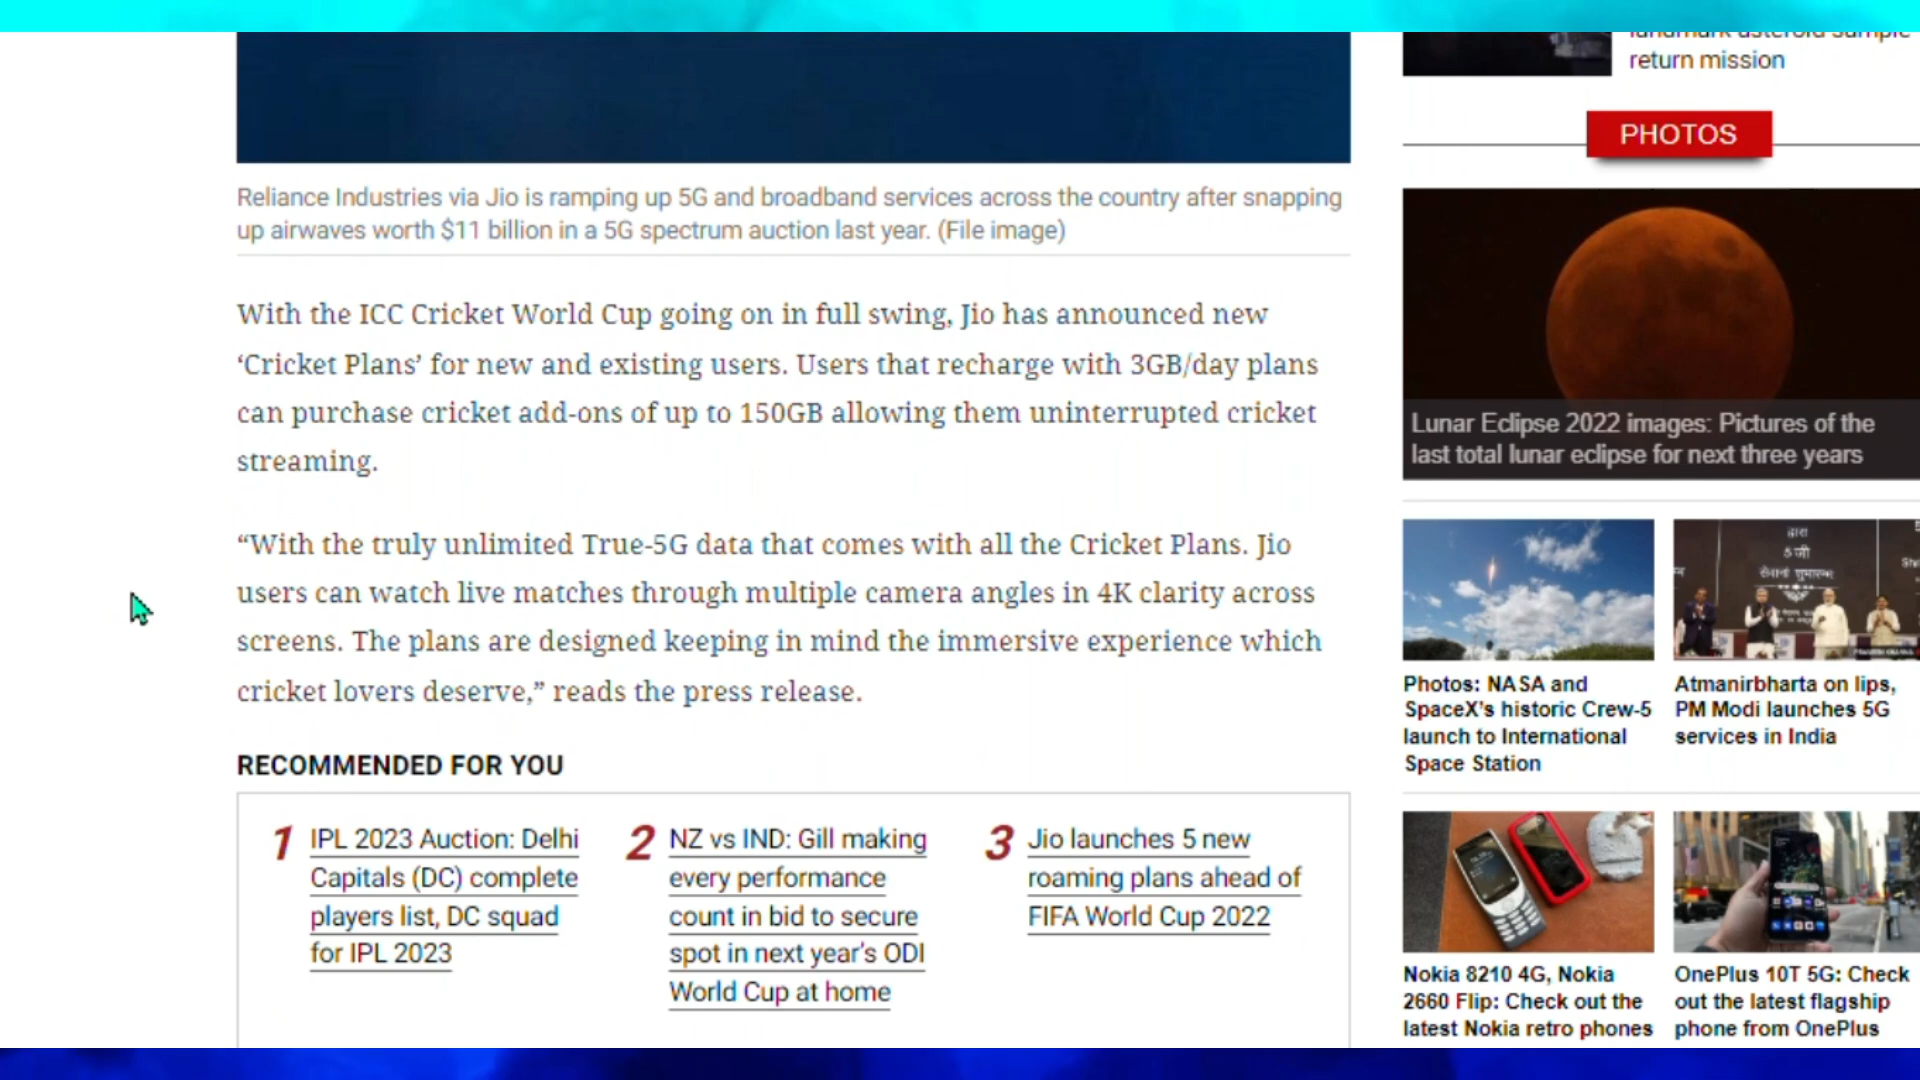 return mission
PHOTOS
Reliance Industries via Jio is ramping up 5G and broadband services across the country after snapping
up airwaves worth $11 billion in a 5G spectrum auction last year. (File image)
With the ICC Cricket World Cup going on in full swing, Jio has announced new
‘Cricket Plans’ for new and existing users. Users that recharge with 3GB/day plans
can purchase cricket add-ons of up to 150GB allowing them uninterrupted cricket
streaming.
“With the truly unlimited True-5G data that comes with all the Cricket Plans. Jio
users can watch live matches through multiple camera angles in 4K clarity across
screens. The plans are designed keeping in mind the immersive experience which
cricket lovers deserve,” reads the press release.
RECOMMENDED FOR YOU
1 IPL 2023 Auction: Delhi
Capitals (DC) complete
players list, DC squad
for IPL 2023
2 NZ vs IND: Gill making
every performance
count in bid to secure
spot in next year's ODI
World Cup at home
3 Jio launches 5 new
roaming plans ahead of
FIFA World Cup 2022
Lunar Eclipse 2022 images: Pictures of the
last total lunar eclipse for next three years
Photos: NASA and
SpaceX's historic Crew-5
launch to International
Space Station
द्वारा
5 जी
सेवाओं शुभारम्भ
Atmanirbharta on lips,
PM Modi launches 5G
services in India
Nokia 8210 4G, Nokia
2660 Flip: Check out the
latest Nokia retro phones
OnePlus 10T 5G: Check
out the latest flagship
phone from OnePlus